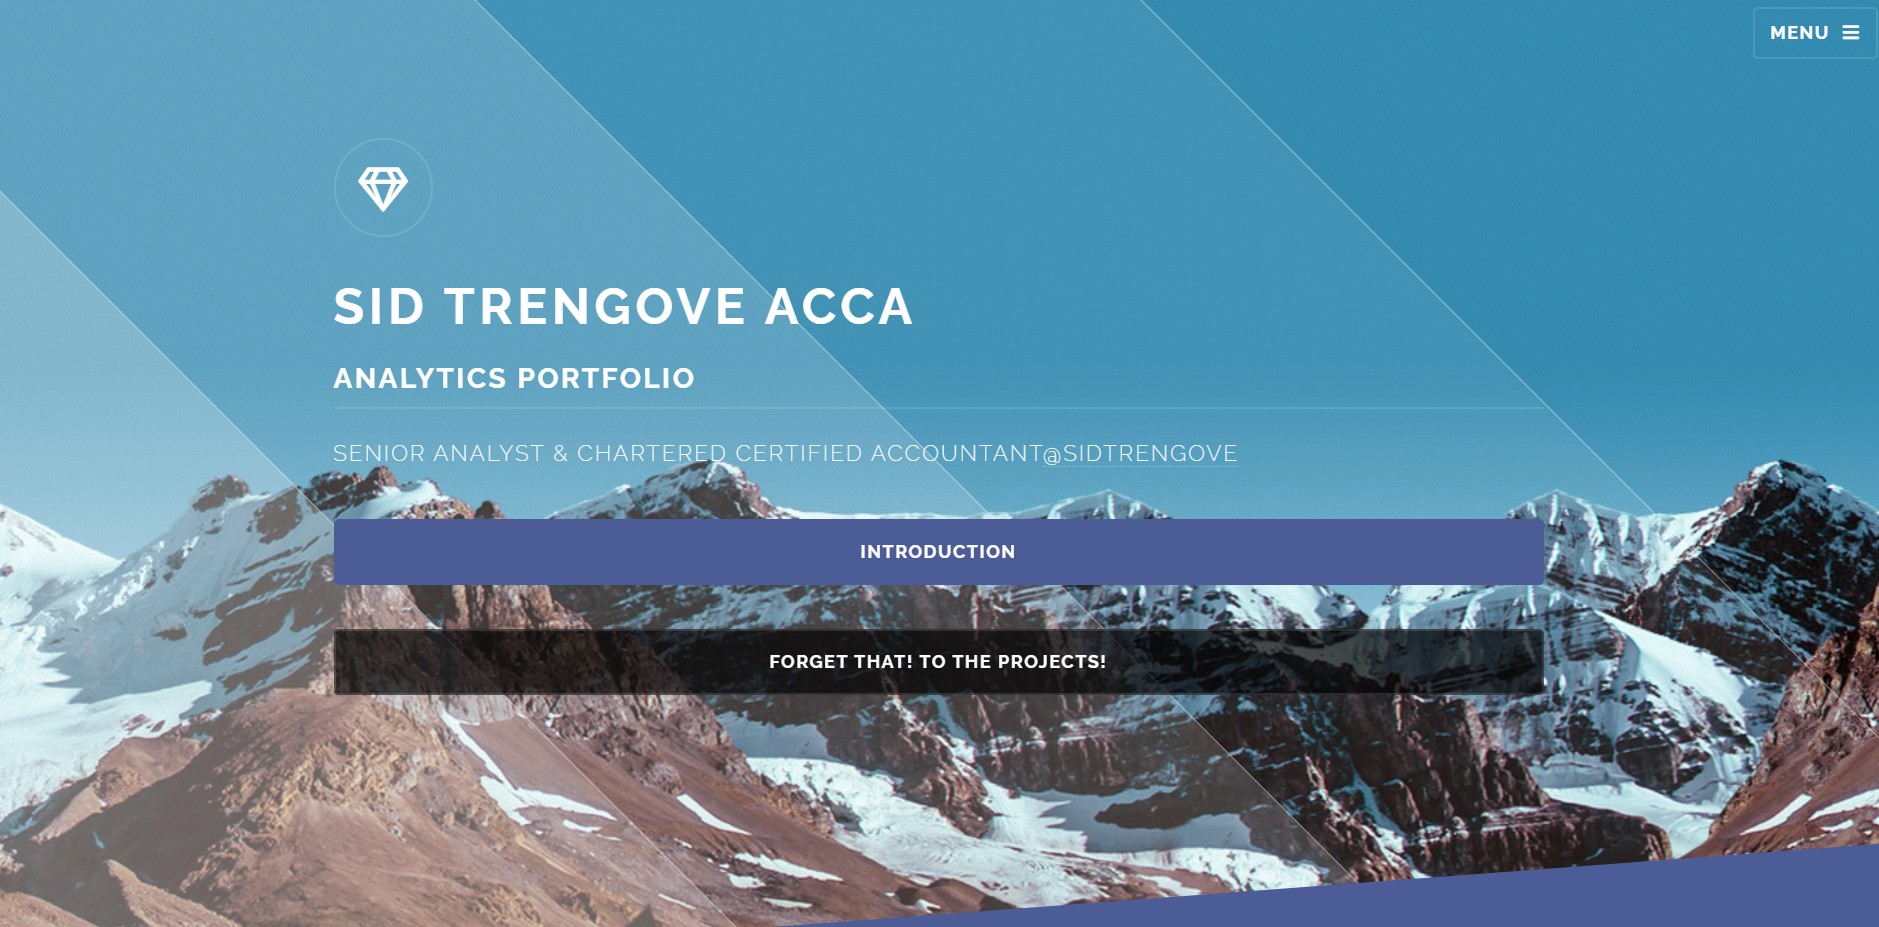 MENU
SID TRENGOVE ACCA
ANALYTICS PORTFOLIO
SENIOR ANALYST & CHARTERED CERTIFIED ACCOUNTANT@SIDTRENGOVE
INTRODUCTION
FORGET THAT! TO THE PROJECTS!